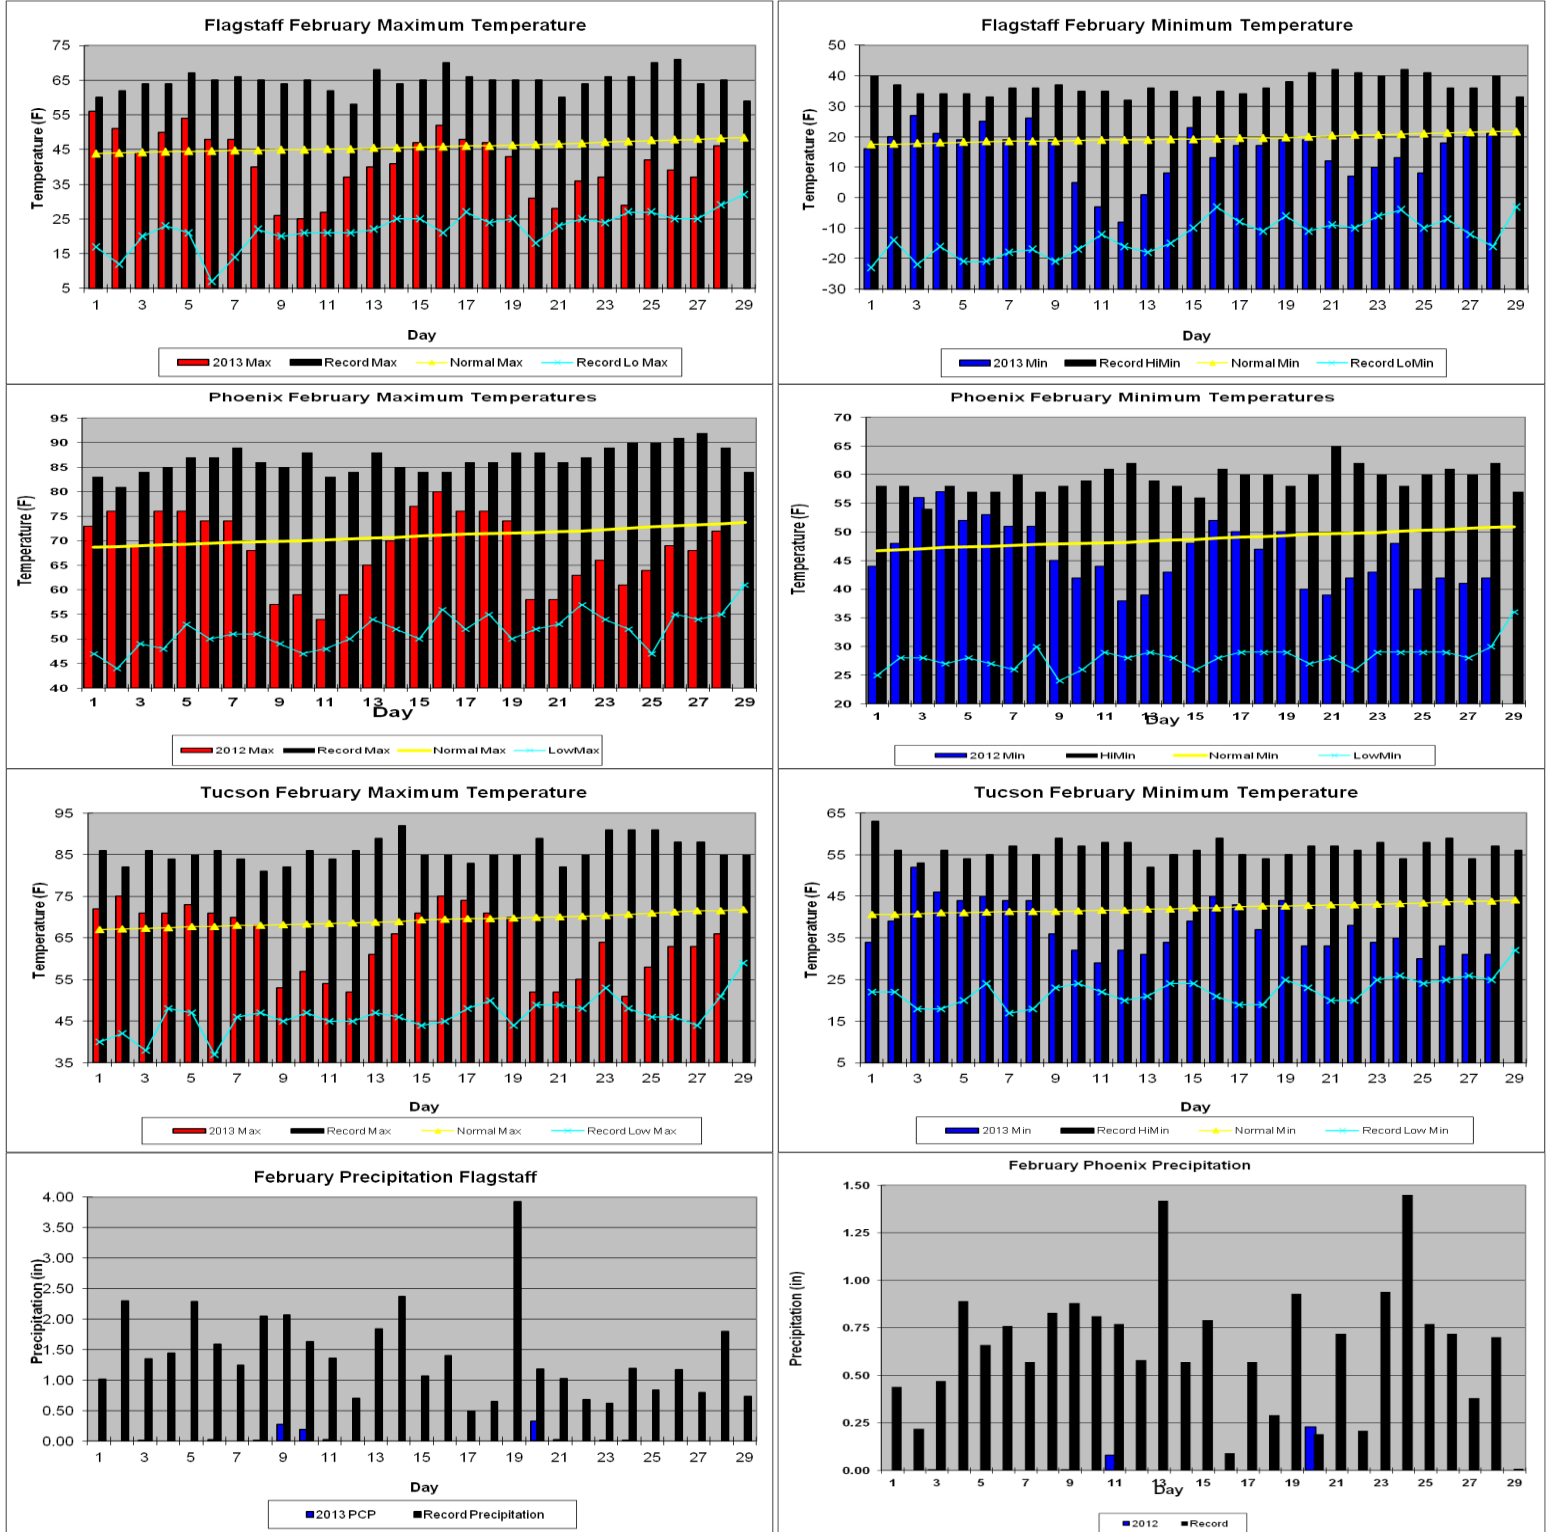 Flagstaff February Maximum Temperature
Temperature (F)
75
65
55
45
35
25
15
5
1 3 5 7 9 11 13 15 17 19 21 23 25 27 29
Day
2013 Max Record Max Normal Max Record Lo Max
Flagstaff February Minimum Temperature
Temperature (F)
50
40
30
20
10
0
-10
-20
-30
1 3 5 7 9 11 13 15 17 19 21 23 25 27 29
Day
2013 Min Record HiMin Normal Min Record LoMin
Phoenix February Maximum Temperatures
Temperature (F)
95
90
85
80
75
70
65
60
55
50
45
40
1 3 5 7 9 11 13 15 17 19 21 23 25 27 29
Day
2012 Max Record Max Normal Max LowMax
Phoenix February Minimum Temperatures
Temperature (F)
70
65
60
55
50
45
40
35
30
25
20
1 3 5 7 9 11 13 15 17 19 21 23 25 27 29
Day
2012 Min HiMin Normal Min LowMin
Tucson February Maximum Temperature
Temperature (F)
95
85
75
65
55
45
35
1 3 5 7 9 11 13 15 17 19 21 23 25 27 29
Day
2013 Max Record Max Normal Max Record Low Max
Tucson February Minimum Temperature
Temperature (F)
65
55
45
35
25
15
5
1 3 5 7 9 11 13 15 17 19 21 23 25 27 29
Day
2013 Min Record HiMin Normal Min Record Low Min
February Precipitation Flagstaff
Precipitation (in)
4.00
3.50
3.00
2.50
2.00
1.50
1.00
0.50
0.00
1 3 5 7 9 11 13 15 17 19 21 23 25 27 29
Day
2013 PCP Record Precipitation
February Phoenix Precipitation
Precipitation (in)
1.50
1.25
1.00
0.75
0.50
0.25
0.00
1 3 5 7 9 11 13 15 17 19 21 23 25 27 29
Day
2012 Record